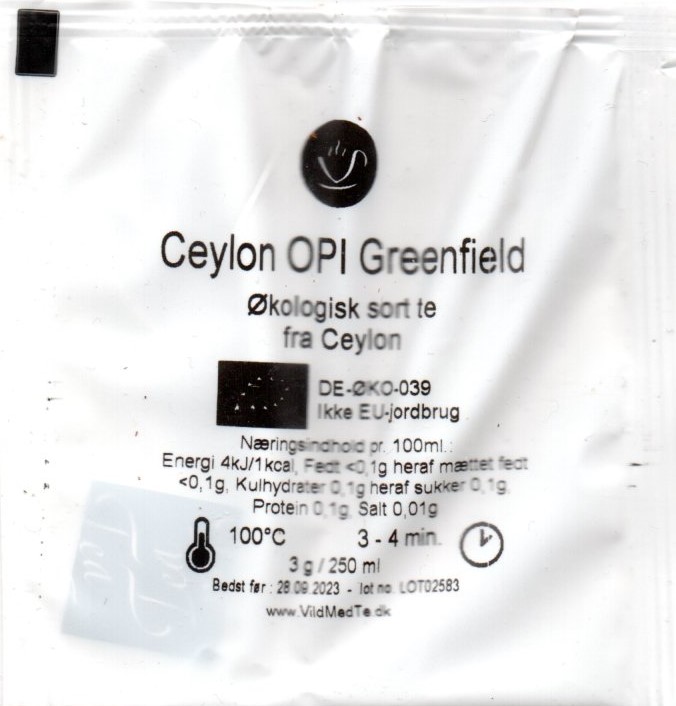 Ceylon OPI Greenfield
Økologisk sort te
fra Ceylon
DE-ØKO-039
Ikke EU-jordbrug
Næringsindhold pr. 100ml.:
Energi 4kJ/1kcal, Fedt <0,1g heraf mættet fedt
<0,1g, Kulhydrater 0,1g heraf sukker 0,1g,
Protein 0,1g, Salt 0,01g
100°C 3 - 4 min.
3 g / 250 ml
Bedst før : 28.09.2023 - lot no. LOT02583
www.VildMedTe.dk